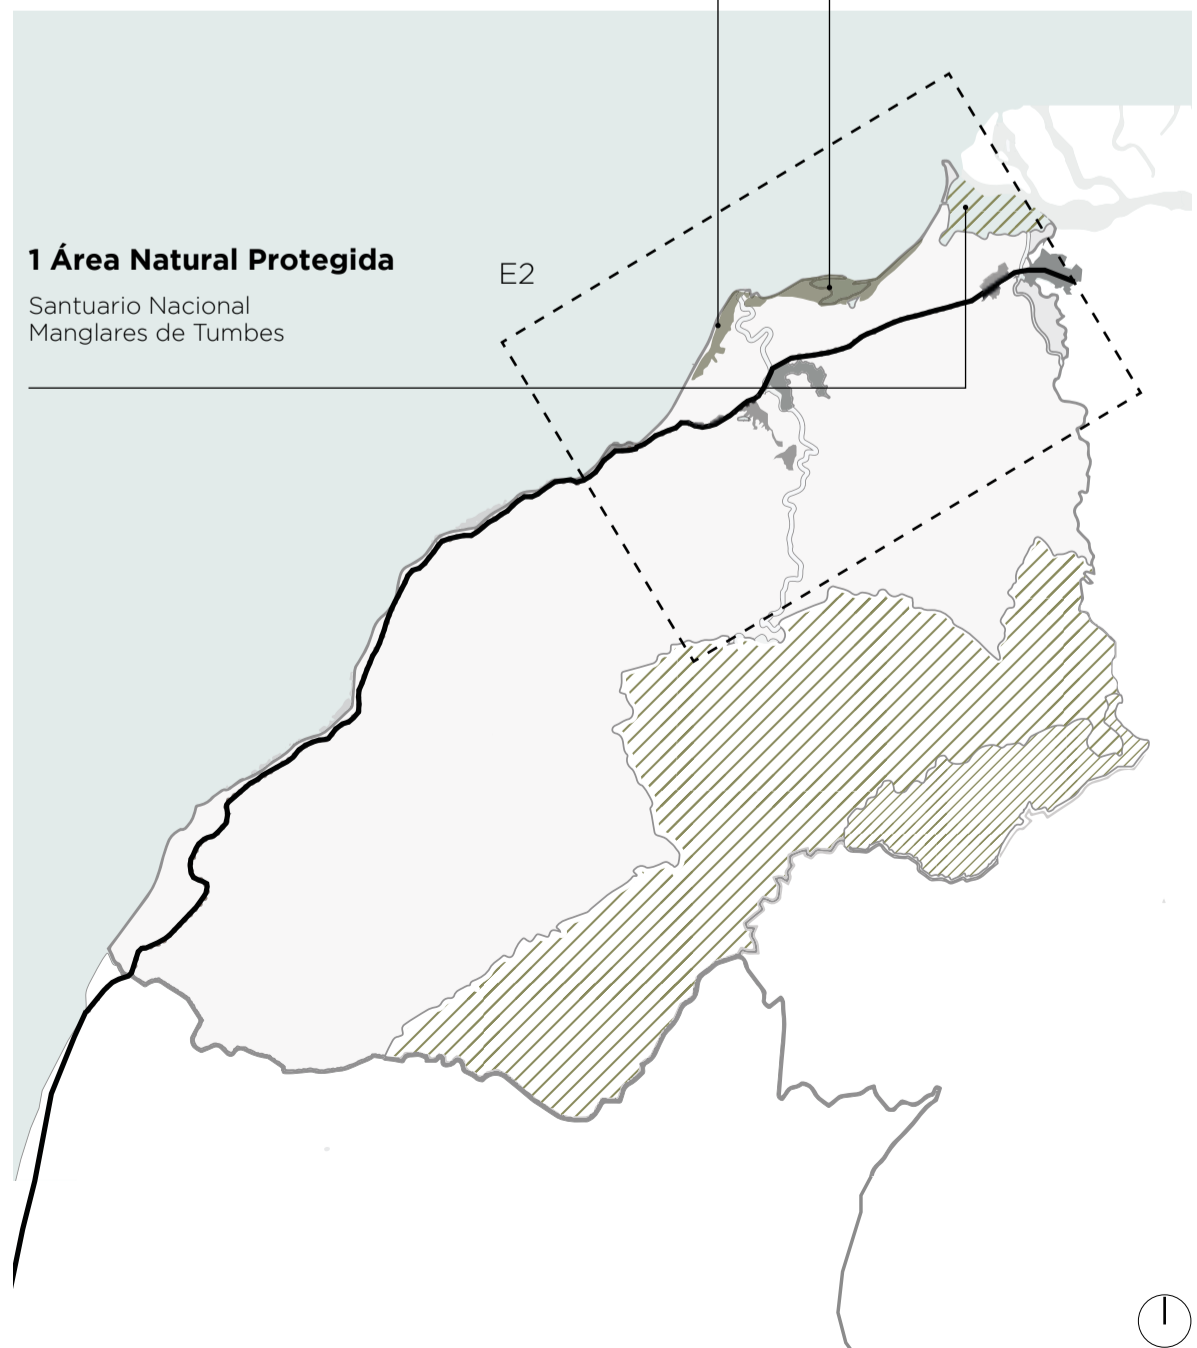 1 Área Natural Protegida
Santuario Nacional
Manglares de Tumbes
E2